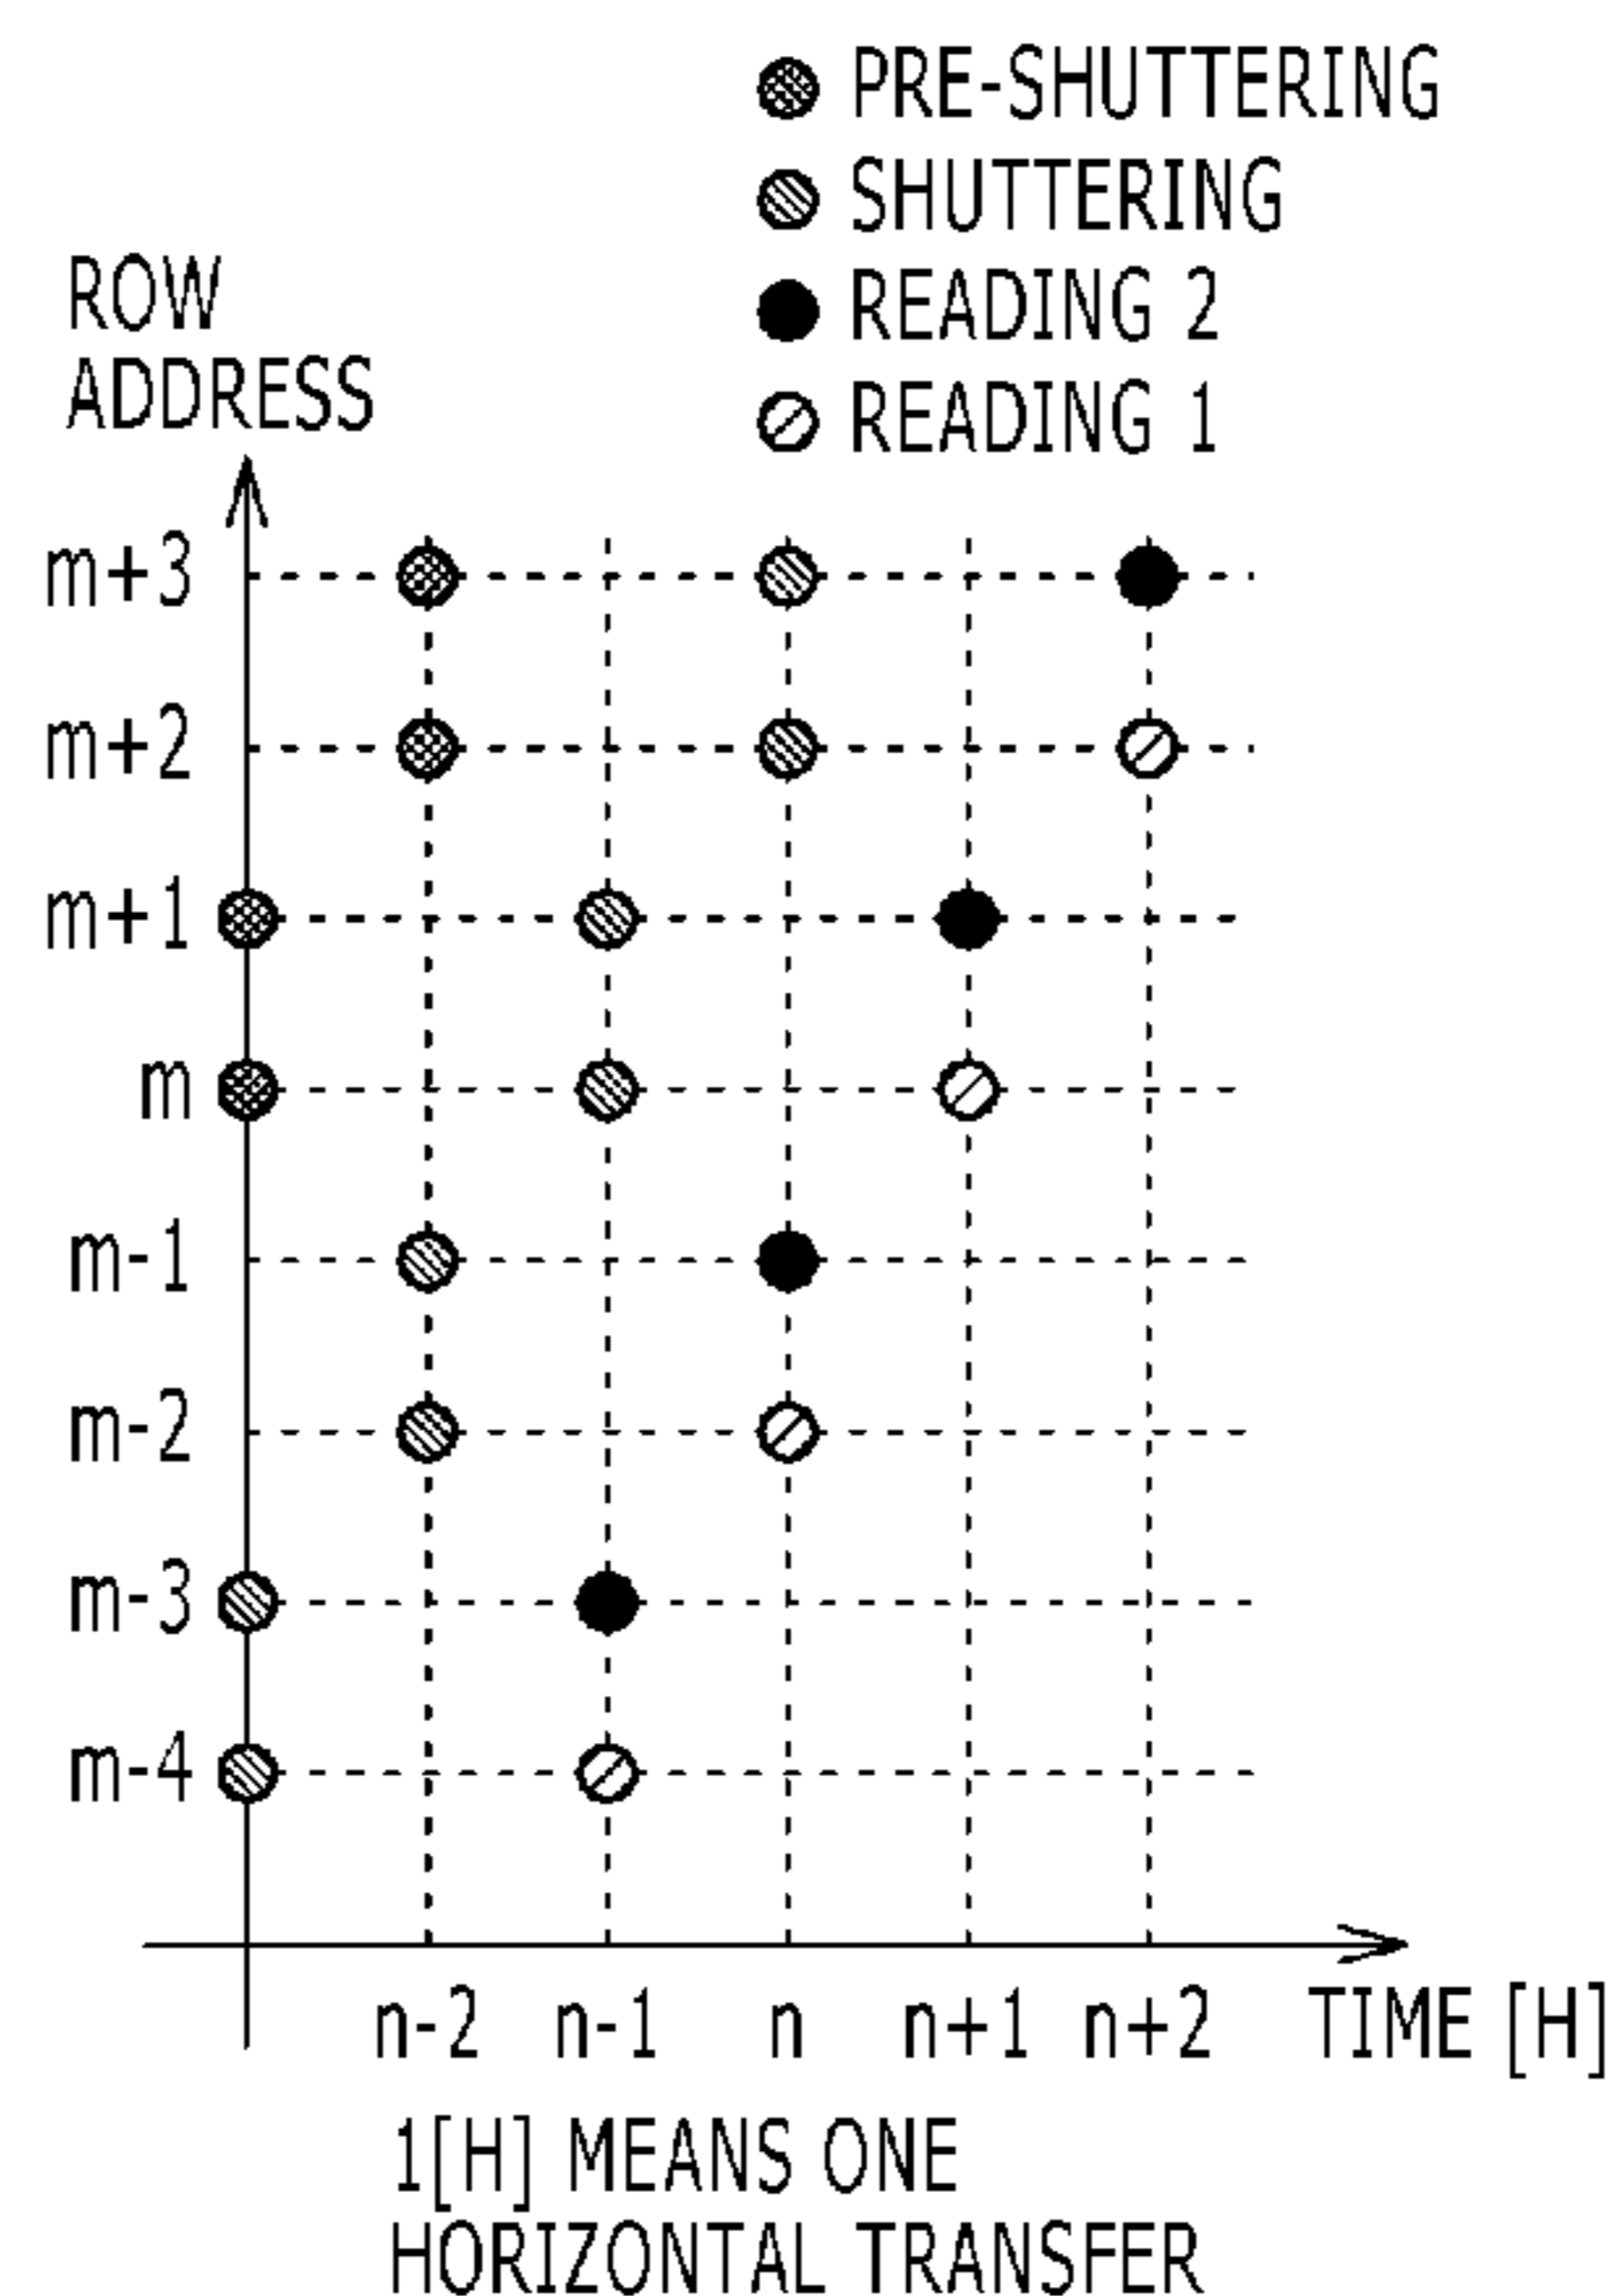 PRE-SHUTTERING
SHUTTERING
READING 2
READING 1
ROW
ADDRESS
m+3
m+2
m+1
m
m-1
m-2
m-3
m-4
n-2 n-1 n n+1 n+2 TIME [H]
1[H] MEANS ONE
HORIZONTAL TRANSFER